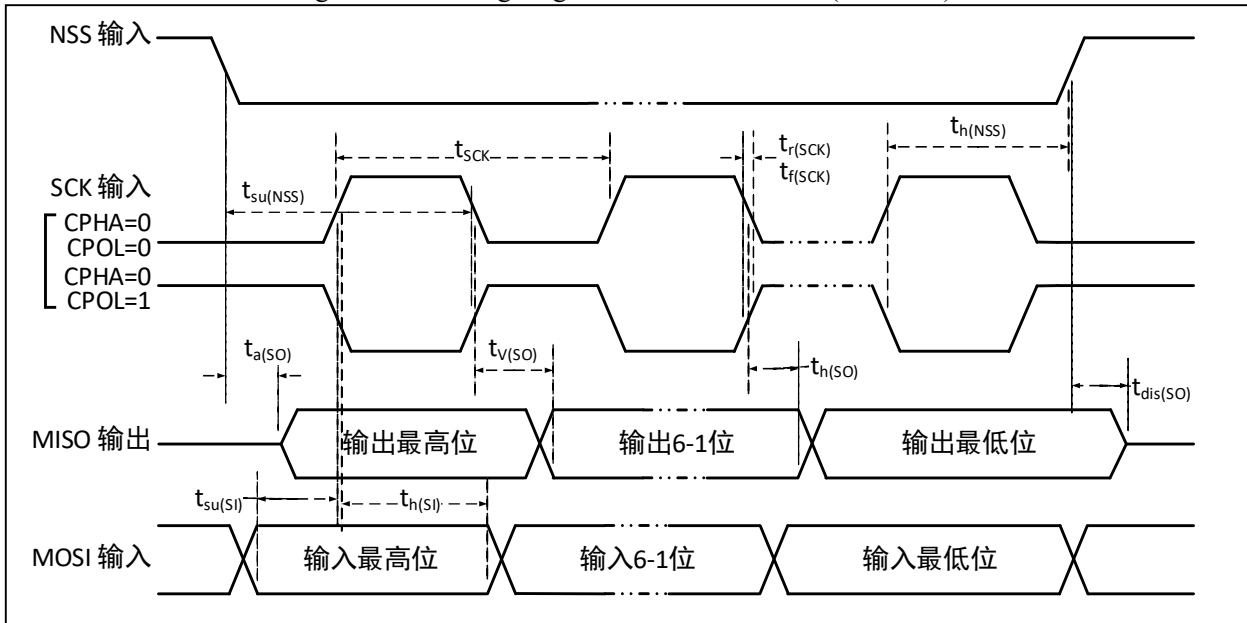 NSS 输入
t_h(NSS)
t_SCK
t_r(SCK)
t_f(SCK)
SCK 输入
t_su(NSS)
CPHA=0
CPOL=0
CPHA=0
CPOL=1
t_a(SO)
t_V(SO)
t_h(SO)
t_dis(SO)
MISO 输出
输出最高位
输出6-1位
输出最低位
t_su(SI)
t_h(SI)
MOSI 输入
输入最高位
输入6-1位
输入最低位